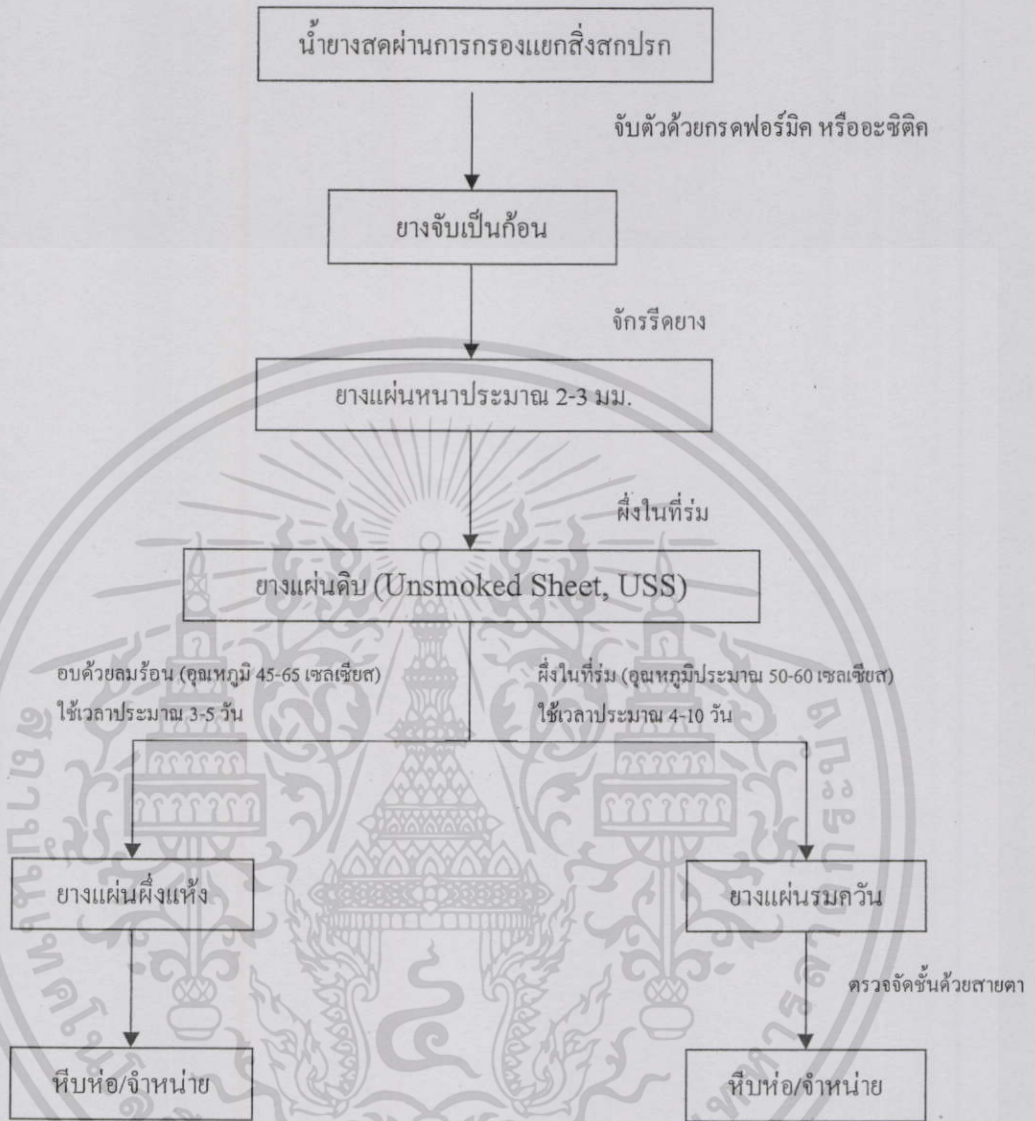 น้ำยางสดผ่านการกรองแยกสิ่งสกปรก
จับตัวด้วยกรดฟอร์มิค หรืออะซิติค
ยางจับเป็นก้อน
จักรรีดยาง
ยางแผ่นหนาประมาณ 2-3 มม.
ผึ่งในที่ร่ม
ยางแผ่นดิบ (Unsmoked Sheet, USS)
อบด้วยลมร้อน (อุณหภูมิ 45-65 เซลเซียส)
ใช้เวลาประมาณ 3-5 วัน
ผึ่งในที่ร่ม (อุณหภูมิประมาณ 50-60 เซลเซียส)
ใช้เวลาประมาณ 4-10 วัน
ยางแผ่นผึ่งแห้ง
ยางแผ่นรมควัน
ตรวจจัดชั้นด้วยสายตา
หีบห่อ/จำหน่าย
หีบห่อ/จำหน่าย